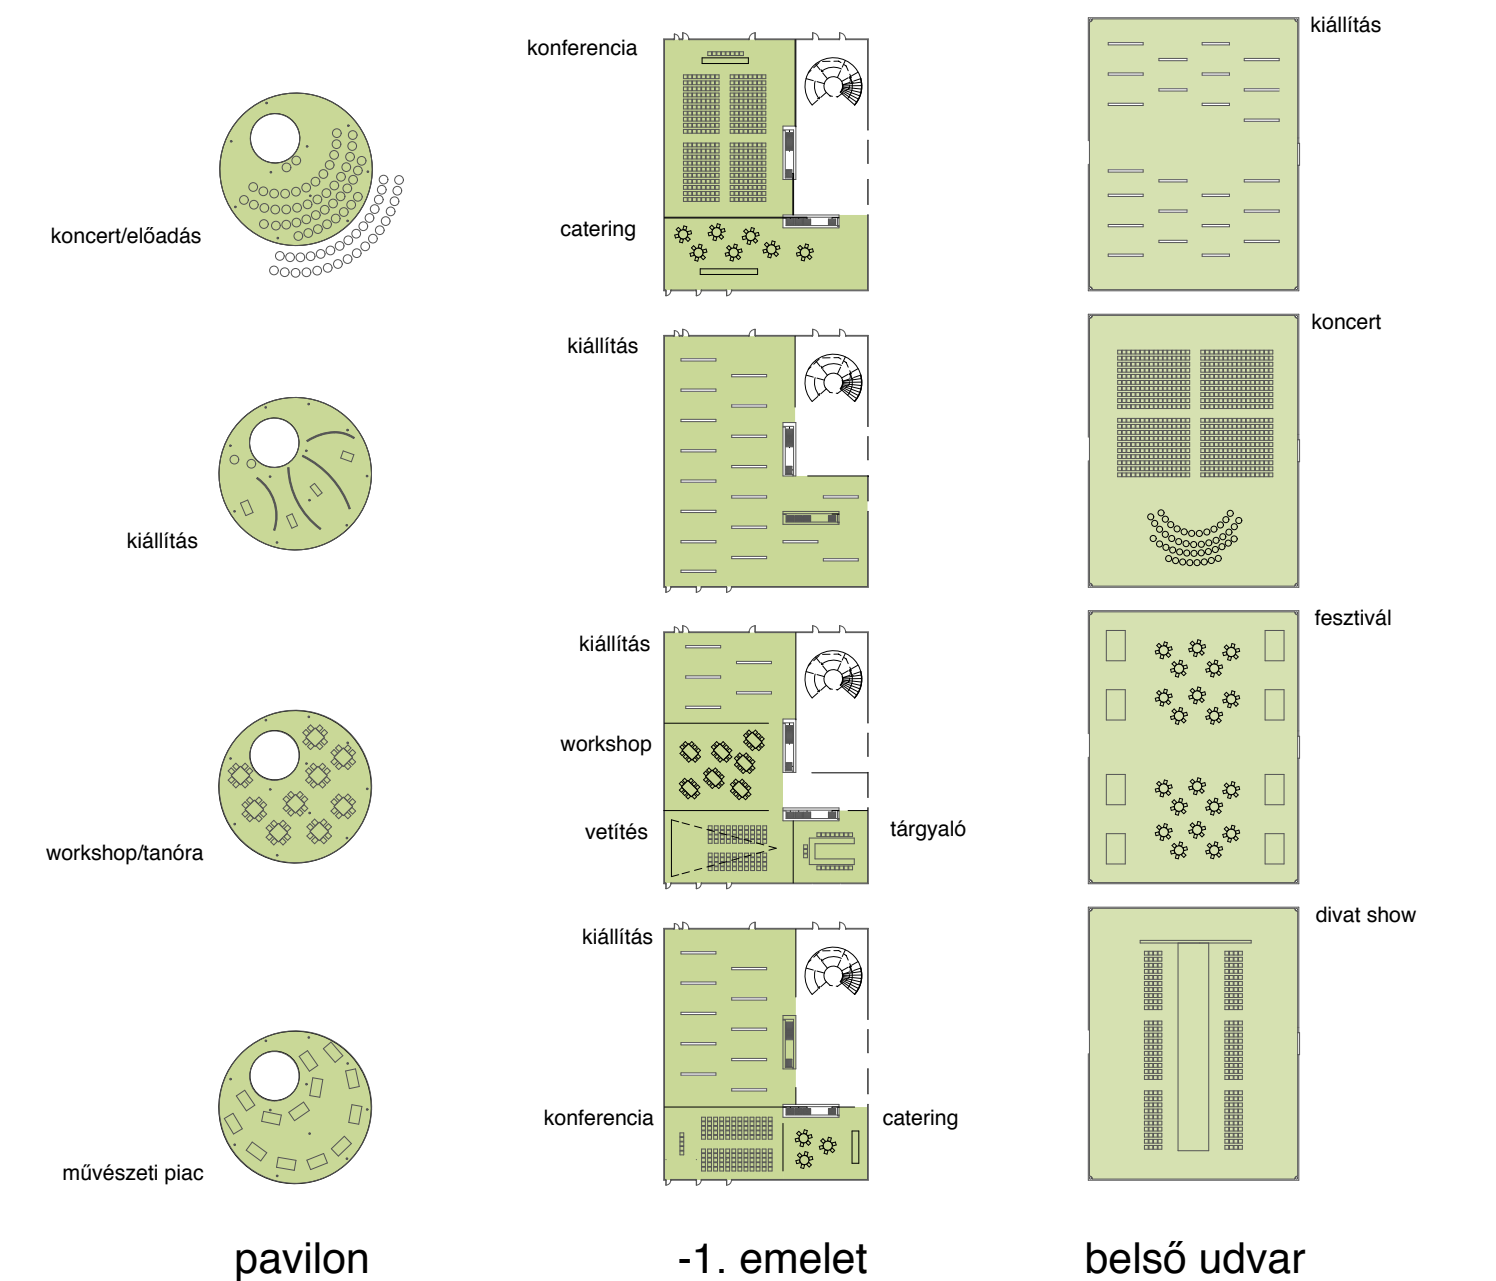 koncert/előadás
kiállítás
workshop/tanóra
művészeti piac
pavilon
konferencia
catering
kiállítás
kiállítás
workshop
vetítés
tárgyaló
kiállítás
konferencia
catering
-1. emelet
kiállítás
koncert
fesztivál
divat show
belső udvar